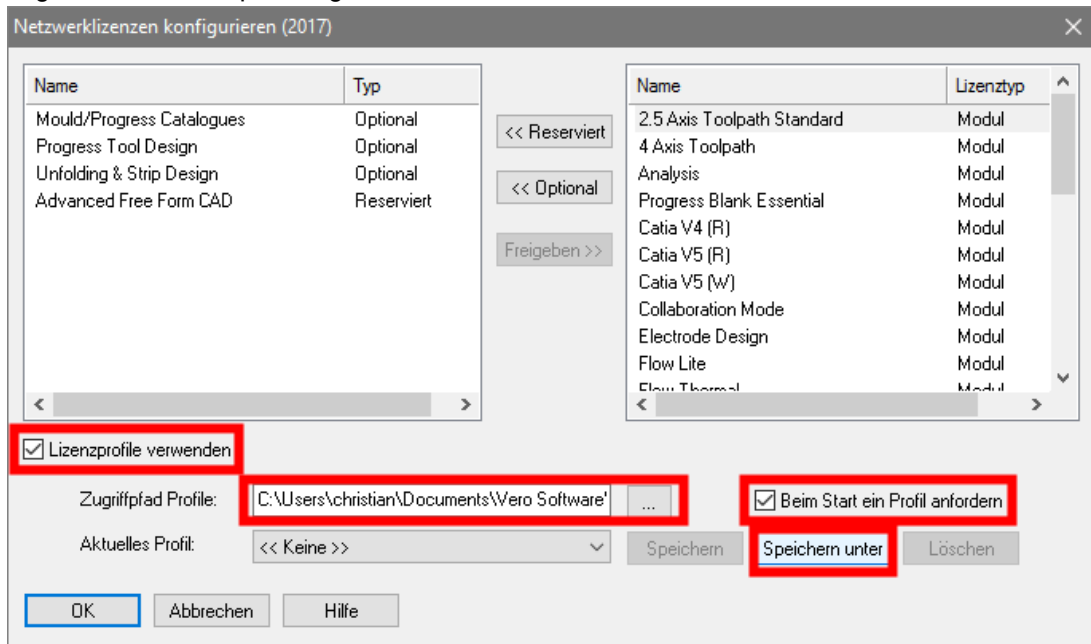 Netzwerklizenzen konfigurieren (2017)
Name Typ
Mould/Progress Catalogues Optional
Progress Tool Design Optional
Unfolding & Strip Design Optional
Advanced Free Form CAD Reserviert
<< Reserviert
<< Optional
Freigeben >>
Name Lizenztyp
2.5 Axis Toolpath Standard Modul
4 Axis Toolpath Modul
Analysis Modul
Progress Blank Essential Modul
Catia V4 (R) Modul
Catia V5 (R) Modul
Catia V5 (W) Modul
Collaboration Mode Modul
Electrode Design Modul
Flow Lite Modul
Flow Thermal Modul
Lizenzprofile verwenden
Zugriffpfad Profile: C:\Users\christian\Documents\Vero Software' ... Beim Start ein Profil anfordern
Aktuelles Profil: << Keine >> Speichern Speichern unter Löschen
OK Abbrechen Hilfe